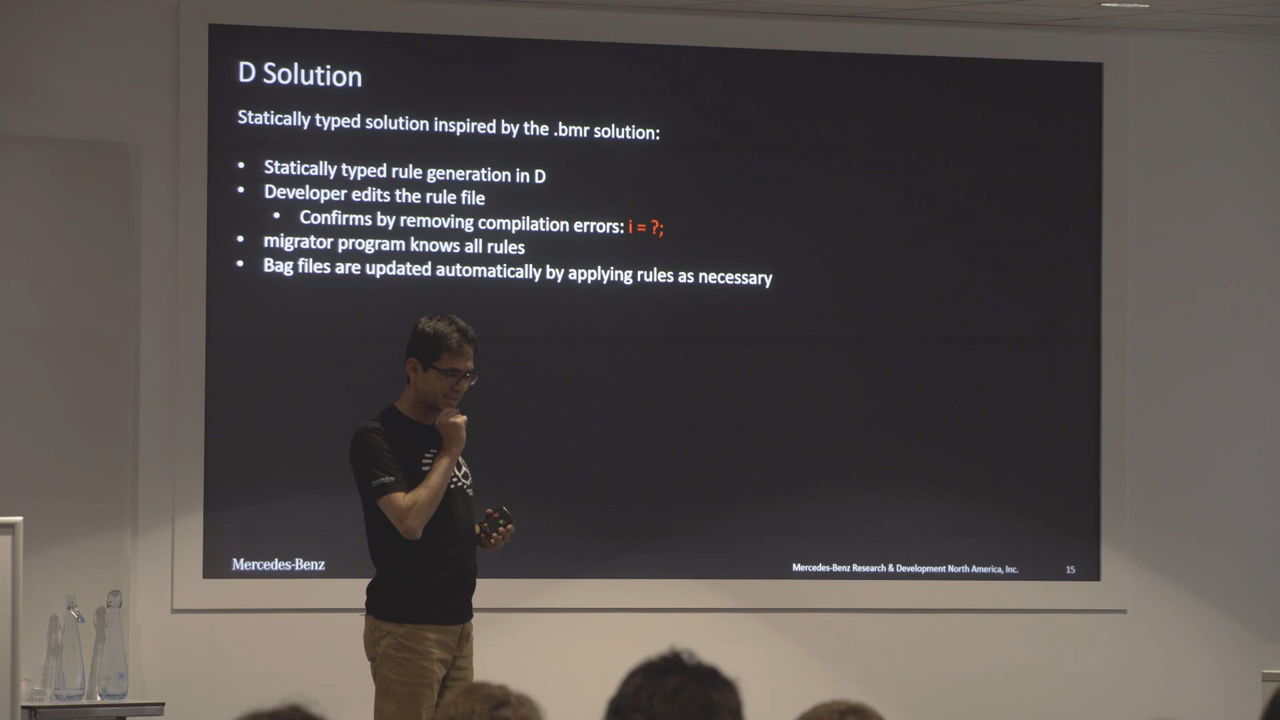 D Solution
Statically typed solution inspired by the .bmr solution:
• Statically typed rule generation in D
• Developer edits the rule file
• Confirms by removing compilation errors: i = ?;
• migrator program knows all rules
• Bag files are updated automatically by applying rules as necessary
Mercedes-Benz
Mercedes-Benz Research & Development North America, Inc.
15